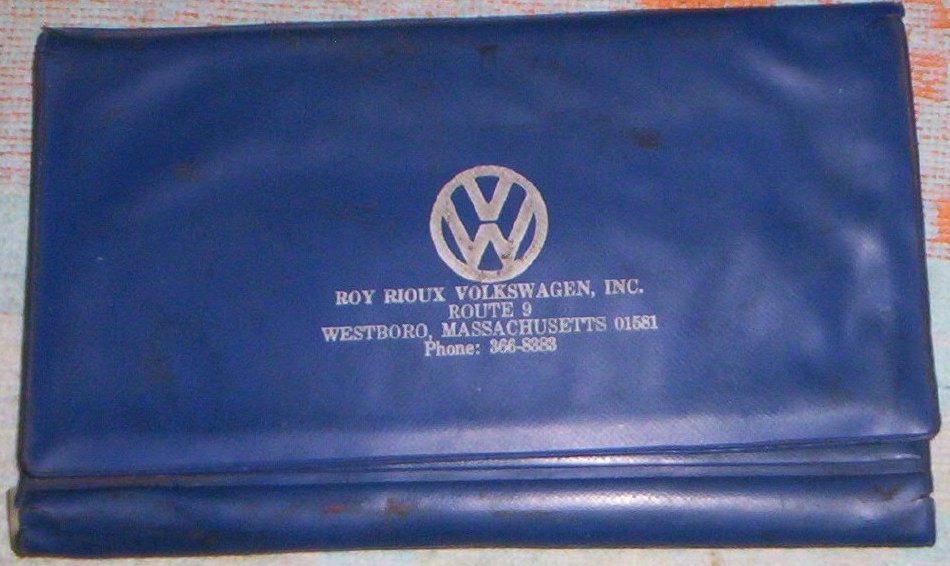 ROY RIOUX VOLKSWAGEN, INC.
ROUTE 9
WESTBORO, MASSACHUSETTS 01581
Phone: 366-8383